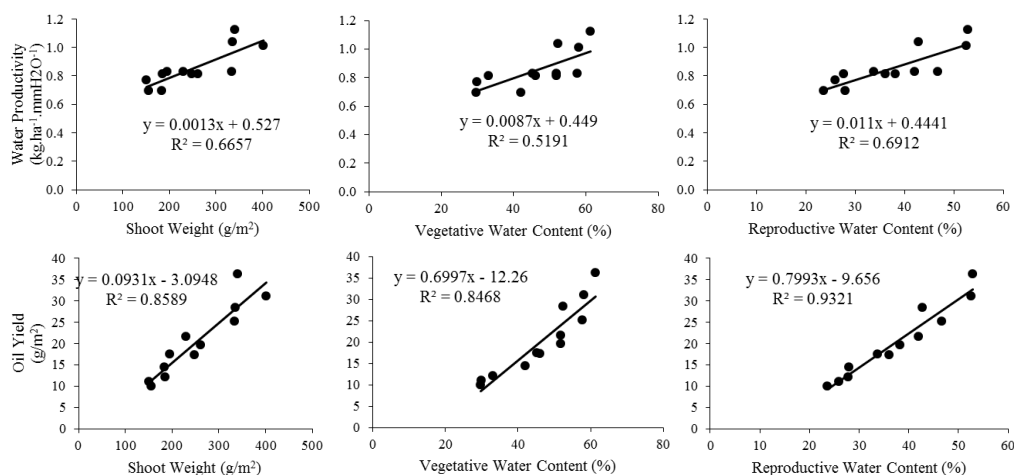 Water Productivity
(kg.ha⁻¹.mmH2O⁻¹)
1.2
1.0
0.8
0.6
0.4
0.2
0.0
y = 0.0013x + 0.527
R² = 0.6657
0 100 200 300 400 500
Shoot Weight (g/m²)
1.2
1.0
0.8
0.6
0.4
0.2
0.0
y = 0.0087x + 0.449
R² = 0.5191
0 20 40 60 80
Vegetative Water Content (%)
1.2
1.0
0.8
0.6
0.4
0.2
0.0
y = 0.011x + 0.4441
R² = 0.6912
0 10 20 30 40 50 60
Reproductive Water Content (%)
Oil Yield
(g/m²)
40
35
30
25
20
15
10
5
0
y = 0.0931x - 3.0948
R² = 0.8589
0 100 200 300 400 500
Shoot Weight (g/m²)
40
35
30
25
20
15
10
5
0
y = 0.6997x - 12.26
R² = 0.8468
0 20 40 60 80
Vegetative Water Content (%)
40
35
30
25
20
15
10
5
0
y = 0.7993x - 9.656
R² = 0.9321
0 10 20 30 40 50 60
Reproductive Water Content (%)